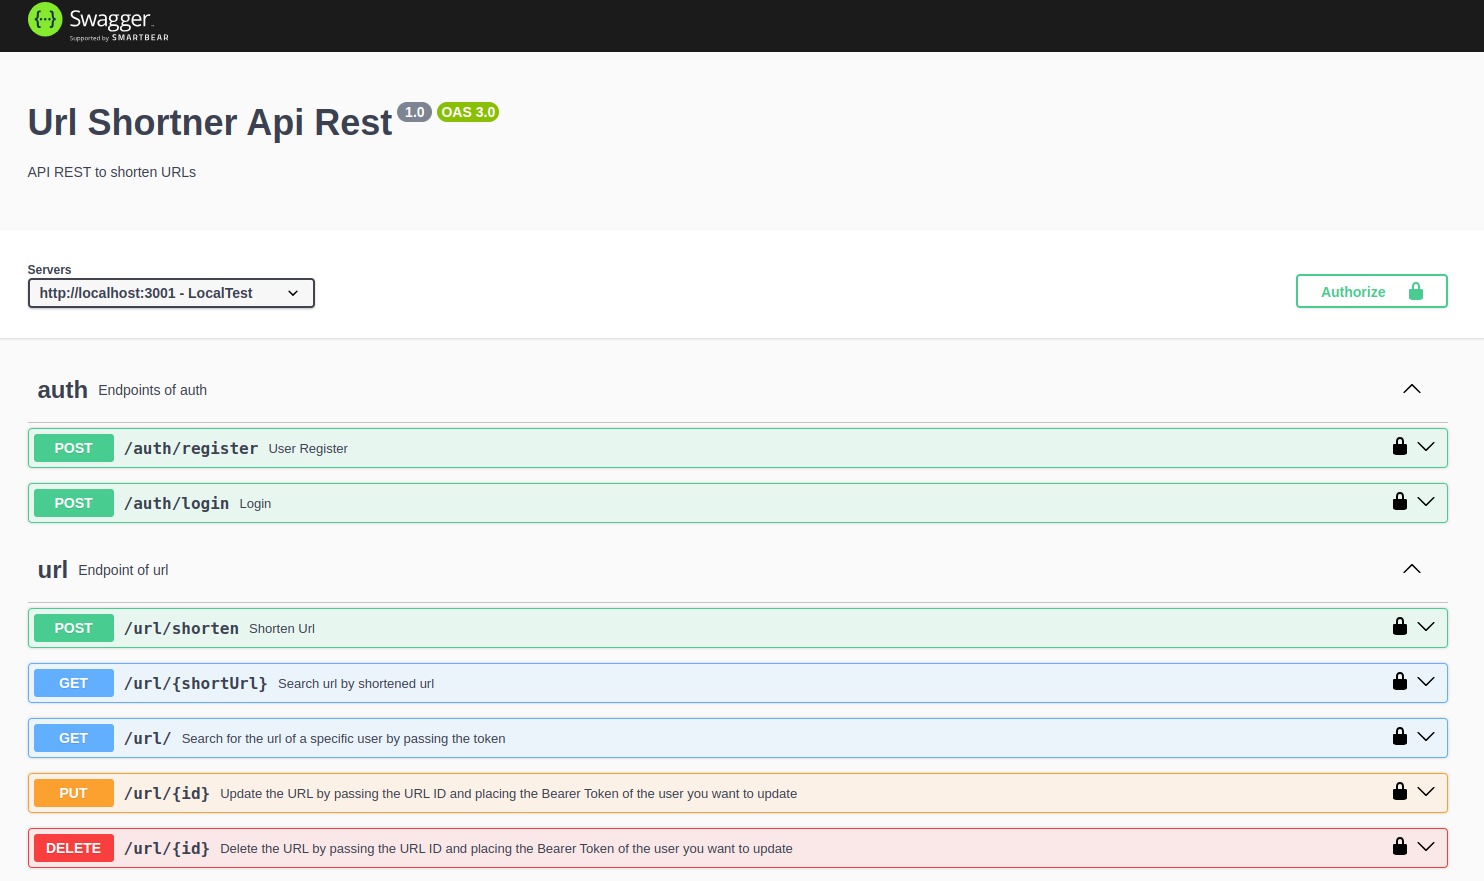 Swagger
Supported by SMARTBEAR
Url Shortner Api Rest 1.0 OAS 3.0
API REST to shorten URLs
Servers
http://localhost:3001 - LocalTest
Authorize
auth Endpoints of auth
POST /auth/register User Register
POST /auth/login Login
url Endpoint of url
POST /url/shorten Shorten Url
GET /url/{shortUrl} Search url by shortened url
GET /url/ Search for the url of a specific user by passing the token
PUT /url/{id} Update the URL by passing the URL ID and placing the Bearer Token of the user you want to update
DELETE /url/{id} Delete the URL by passing the URL ID and placing the Bearer Token of the user you want to update